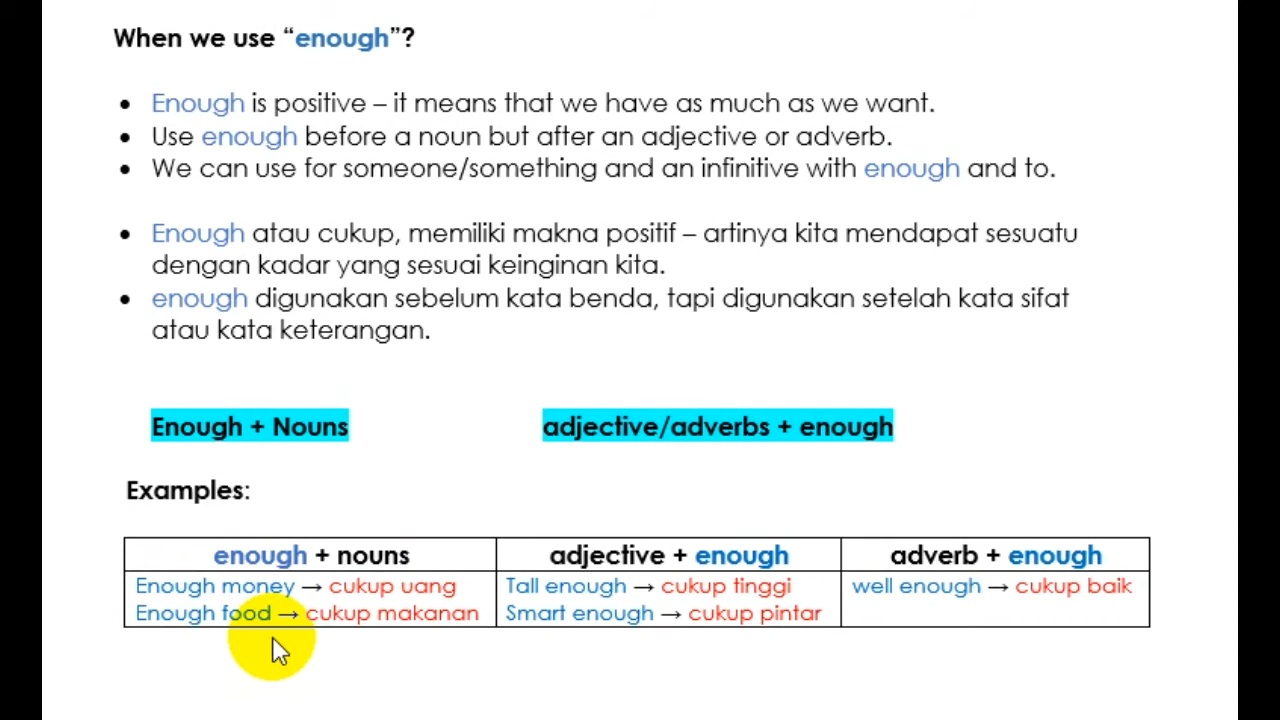 When we use “enough”?
• Enough is positive – it means that we have as much as we want.
• Use enough before a noun but after an adjective or adverb.
• We can use for someone/something and an infinitive with enough and to.
• Enough atau cukup, memiliki makna positif – artinya kita mendapat sesuatu
dengan kadar yang sesuai keinginan kita.
• enough digunakan sebelum kata benda, tapi digunakan setelah kata sifat
atau kata keterangan.
Enough + Nouns adjective/adverbs + enough
Examples:
enough + nouns adjective + enough adverb + enough
Enough money → cukup uang Tall enough → cukup tinggi well enough → cukup baik
Enough food → cukup makanan Smart enough → cukup pintar